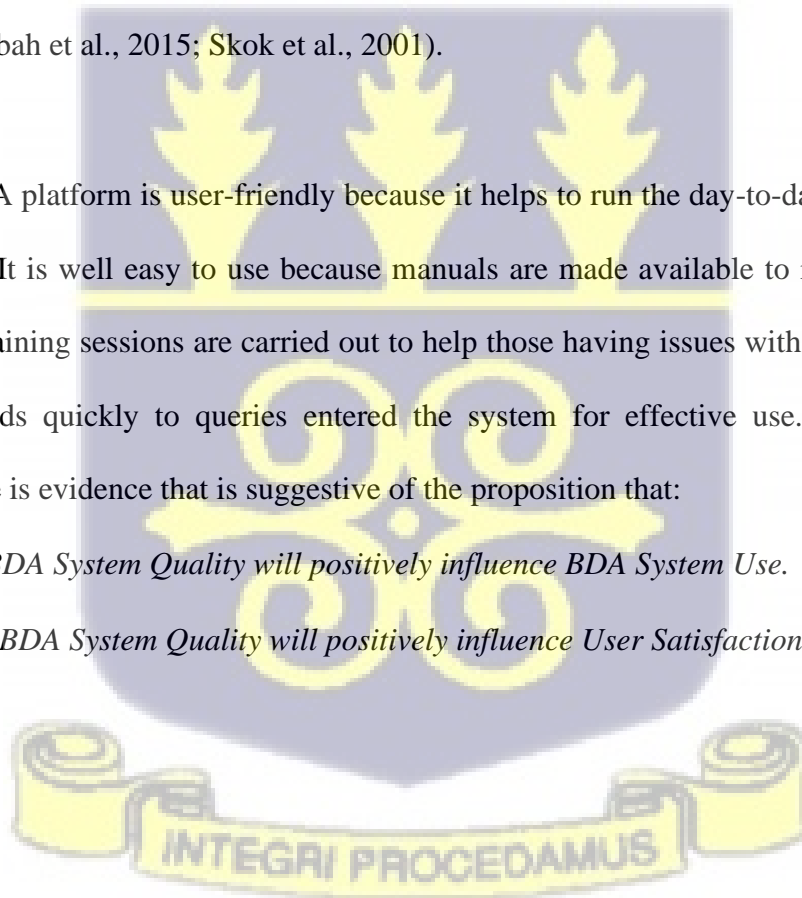 bah et al., 2015; Skok et al., 2001).
A platform is user-friendly because it helps to run the day-to-da
It is well easy to use because manuals are made available to
aining sessions are carried out to help those having issues with
ds quickly to queries entered the system for effective use.
e is evidence that is suggestive of the proposition that:
BDA System Quality will positively influence BDA System Use.
BDA System Quality will positively influence User Satisfaction
INTEGRI PROCEDAMUS